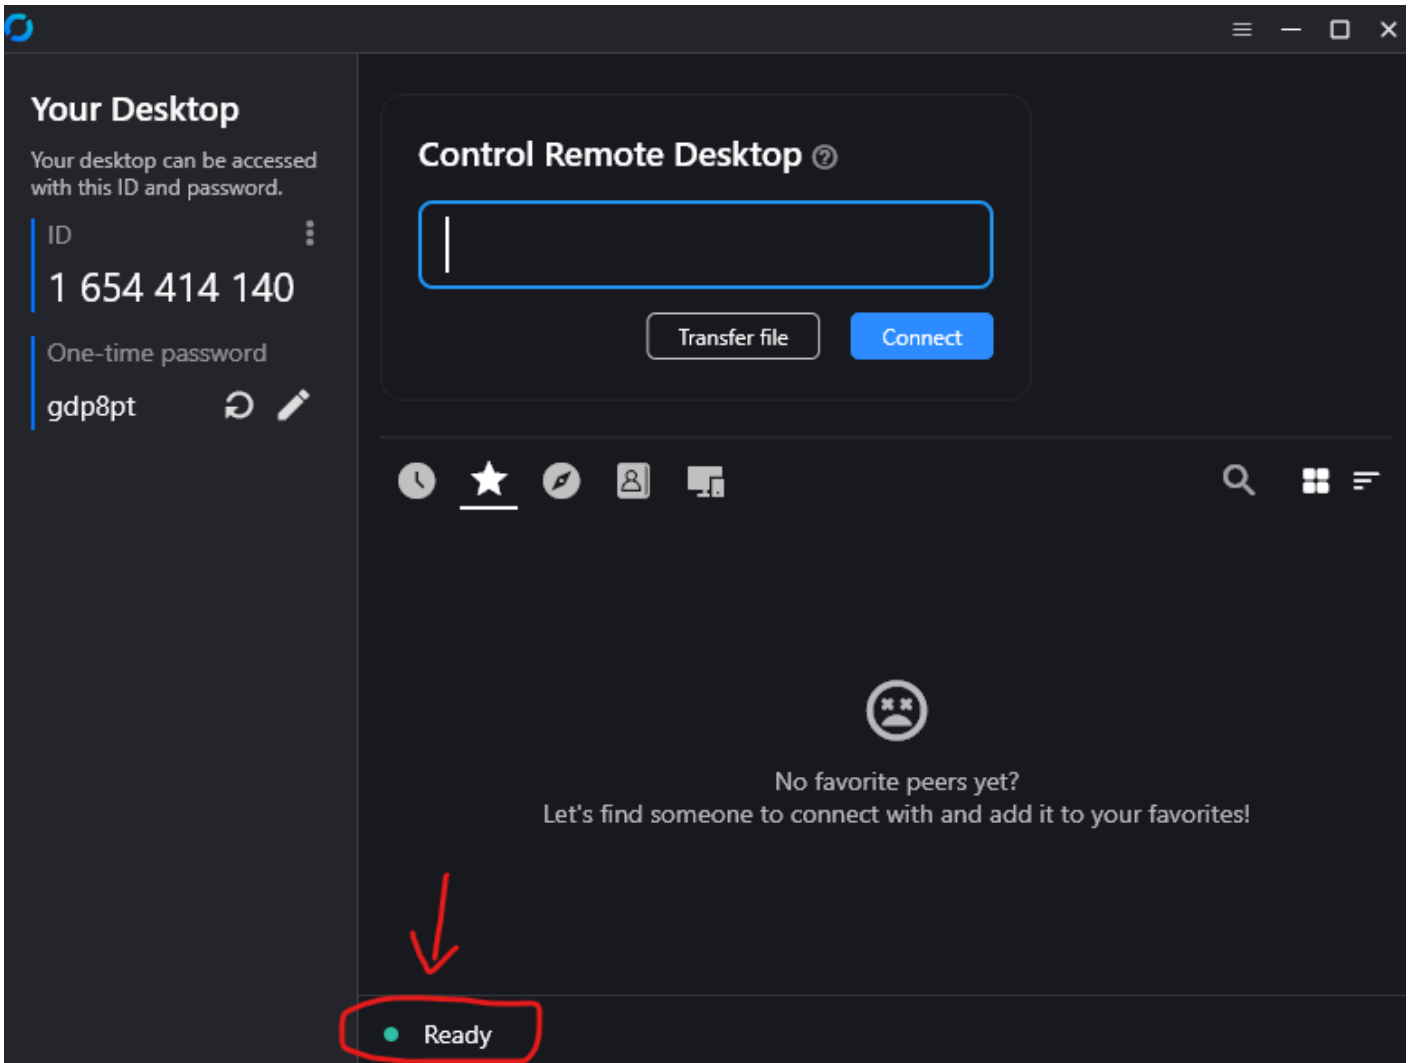 Your Desktop
Your desktop can be accessed
with this ID and password.
ID
1 654 414 140
One-time password
gdp8pt
Control Remote Desktop
Transfer file
Connect
No favorite peers yet?
Let's find someone to connect with and add it to your favorites!
Ready